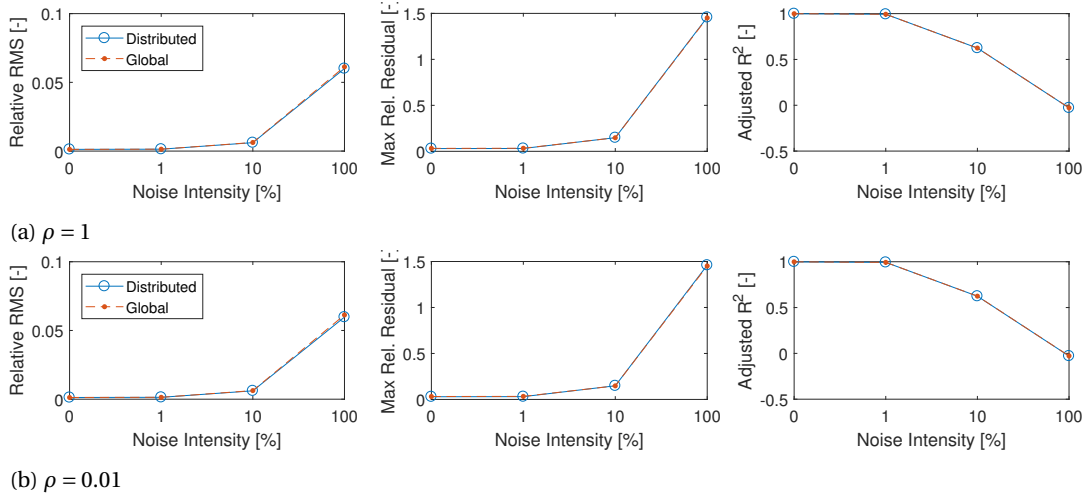 Relative RMS [-]
0.1
0.05
0
Distributed
Global
0 1 10 100
Noise Intensity [%]
Max Rel. Residual [-
1.5
1
0.5
0
0 1 10 100
Noise Intensity [%]
Adjusted R²[-]
1
0.5
0
-0.5
0 1 10 100
Noise Intensity [%]
(a) ρ = 1
Relative RMS [-]
0.1
0.05
0
Distributed
Global
0 1 10 100
Noise Intensity [%]
Max Rel. Residual [-
1.5
1
0.5
0
0 1 10 100
Noise Intensity [%]
Adjusted R² [-]
1
0.5
0
-0.5
0 1 10 100
Noise Intensity [%]
(b) ρ = 0.01